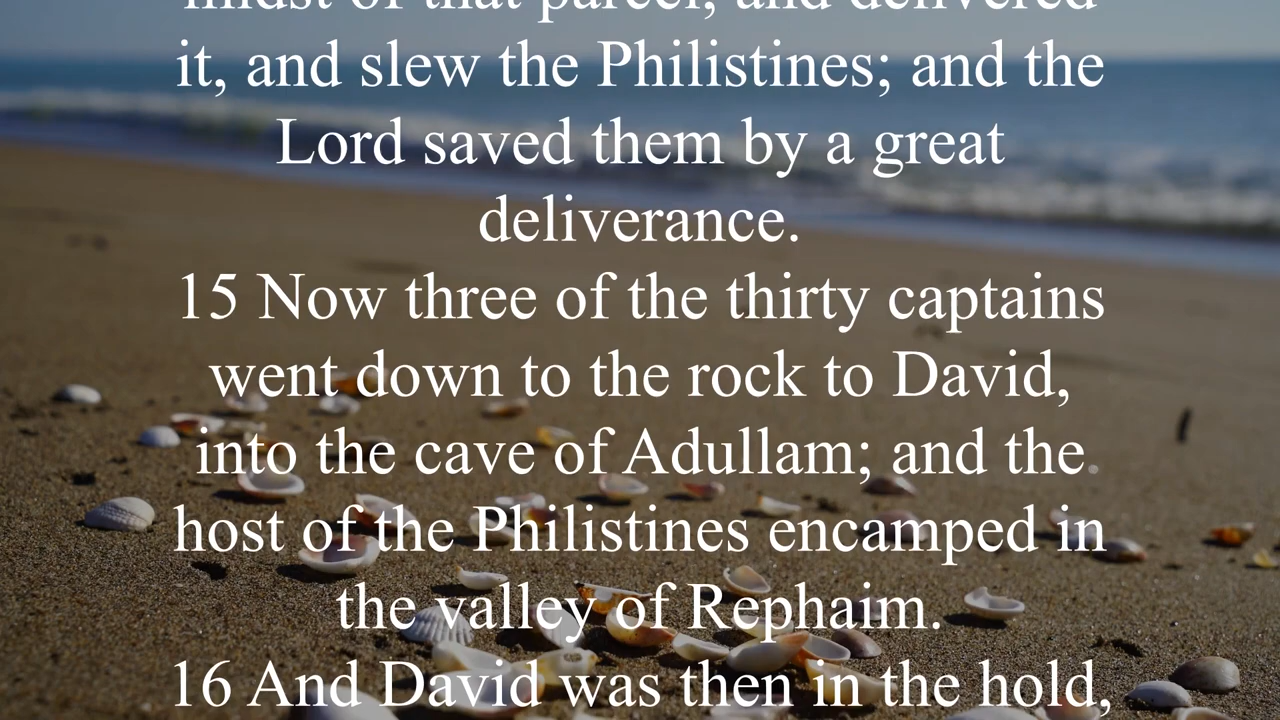 midst of that parcel, and delivered
it, and slew the Philistines; and the
Lord saved them by a great
deliverance.
15 Now three of the thirty captains
went down to the rock to David,
into the cave of Adullam; and the
host of the Philistines encamped in
the valley of Rephaim.
16 And David was then in the hold,